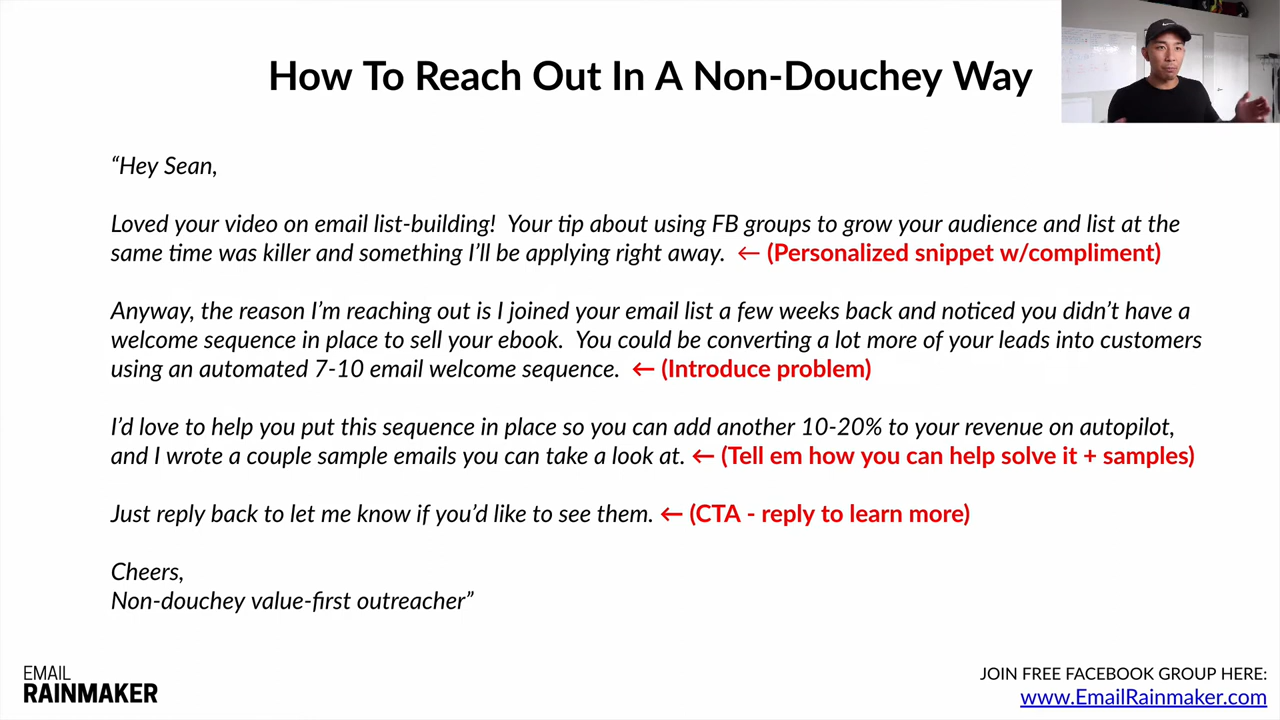 How To Reach Out In A Non-Douchey Way
“Hey Sean,
Loved your video on email list-building!  Your tip about using FB groups to grow your audience and list at the
same time was killer and something I’ll be applying right away.  ← (Personalized snippet w/compliment)
Anyway, the reason I’m reaching out is I joined your email list a few weeks back and noticed you didn’t have a
welcome sequence in place to sell your ebook.  You could be converting a lot more of your leads into customers
using an automated 7-10 email welcome sequence.  ← (Introduce problem)
I’d love to help you put this sequence in place so you can add another 10-20% to your revenue on autopilot,
and I wrote a couple sample emails you can take a look at. ← (Tell em how you can help solve it + samples)
Just reply back to let me know if you’d like to see them. ← (CTA - reply to learn more)
Cheers,
Non-douchey value-first outreacher”
EMAIL
RAINMAKER
JOIN FREE FACEBOOK GROUP HERE:
www.EmailRainmaker.com